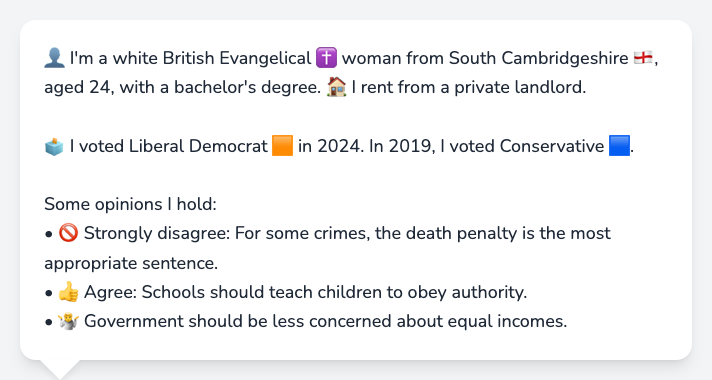 👤 I'm a white British Evangelical ✝️ woman from South Cambridgeshire 🏴󠁧󠁢󠁥󠁮󠁧󠁿,
aged 24, with a bachelor's degree. 🏠 I rent from a private landlord.
🗳️ I voted Liberal Democrat 🟧 in 2024. In 2019, I voted Conservative 🟦.
Some opinions I hold:
• 🚫 Strongly disagree: For some crimes, the death penalty is the most
appropriate sentence.
• 👍 Agree: Schools should teach children to obey authority.
• 🤷‍♀️ Government should be less concerned about equal incomes.